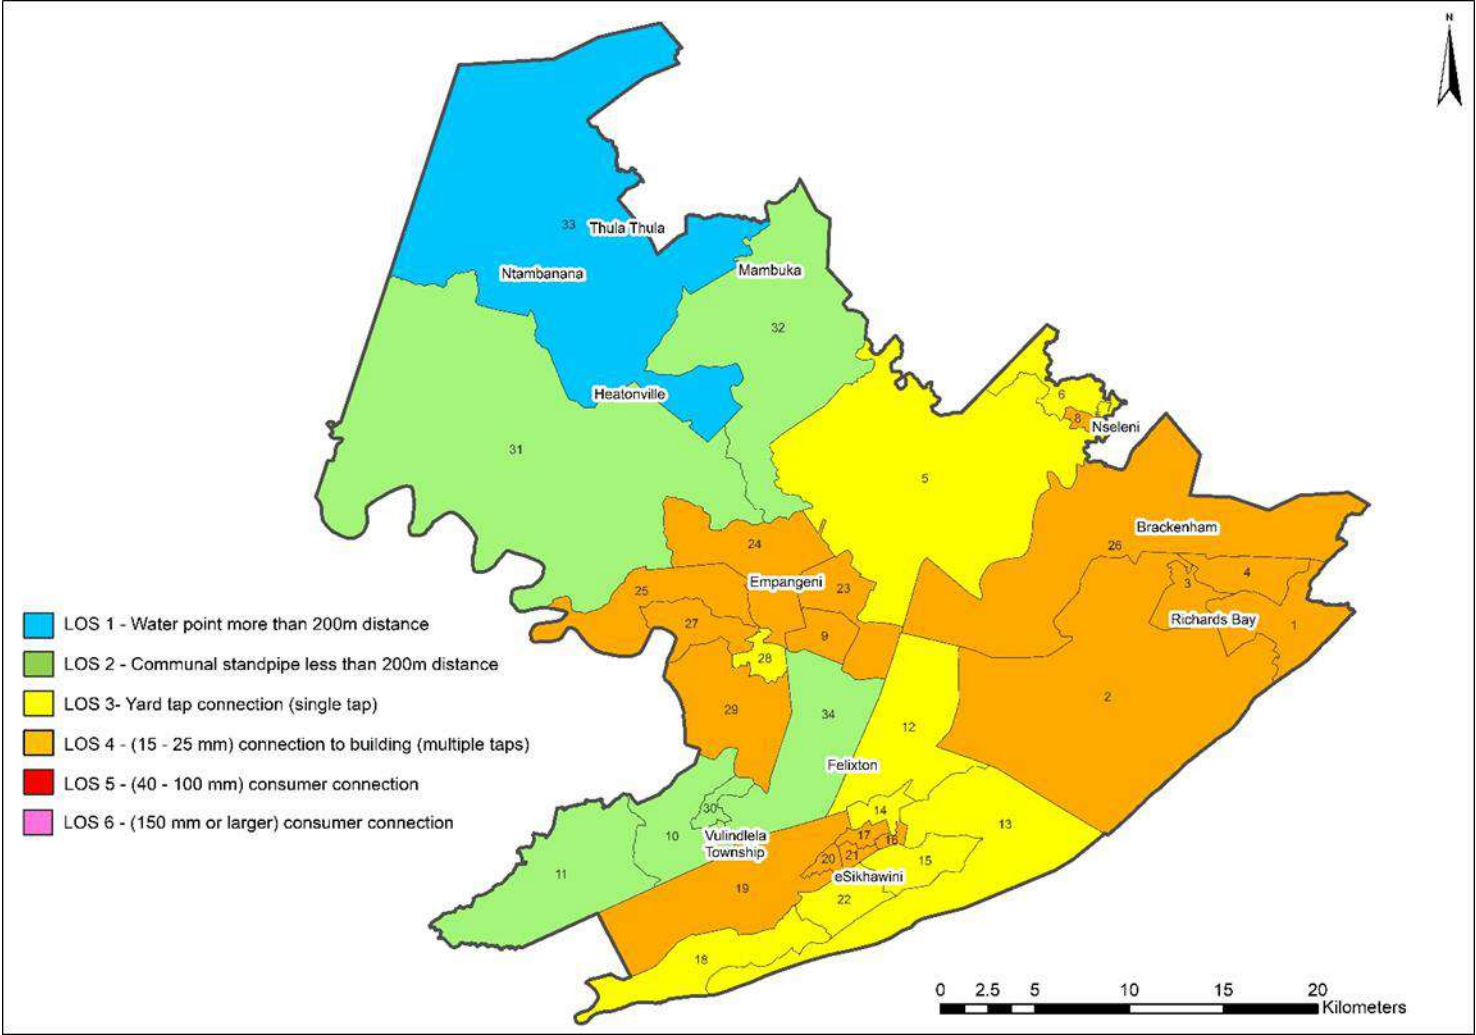 N
33
Thula Thula
Ntambanana
Mambuka
32
Heatonville
6
7
8
Nseleni
31
5
Brackenham
24
26
Empangeni
23
3
4
25
27
9
Richards Bay
1
28
2
29
34
12
Felixton
30
14
13
10
Vulindlela
Township
17
16
20
21
15
11
eSikhawini
19
22
18
LOS 1 - Water point more than 200m distance
LOS 2 - Communal standpipe less than 200m distance
LOS 3- Yard tap connection (single tap)
LOS 4 - (15 - 25 mm) connection to building (multiple taps)
LOS 5 - (40 - 100 mm) consumer connection
LOS 6 - (150 mm or larger) consumer connection
0 2.5 5 10 15 20
Kilometers